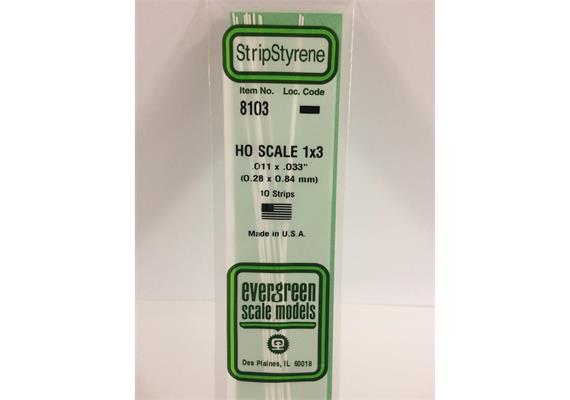 StripStyrene
Item No. Loc. Code
8103
HO SCALE 1x3
.011 x .033"
(0.28 x 0.84 mm)
10 Strips
Made in U.S.A.
evergreen
scale models
Des Plaines, IL 60018